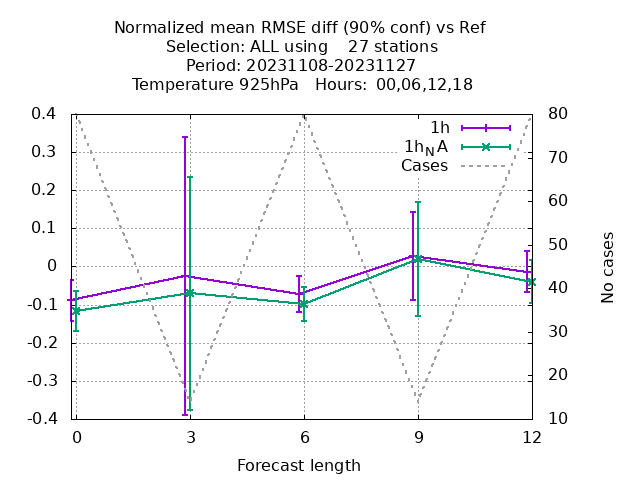 Normalized mean RMSE diff (90% conf) vs Ref
Selection: ALL using 27 stations
Period: 20231108-20231127
Temperature 925hPa Hours: 00,06,12,18
1h
1h_NA
Cases
0.4
0.3
0.2
0.1
0
-0.1
-0.2
-0.3
-0.4
80
70
60
50
40
30
20
10
No cases
0 3 6 9 12
Forecast length